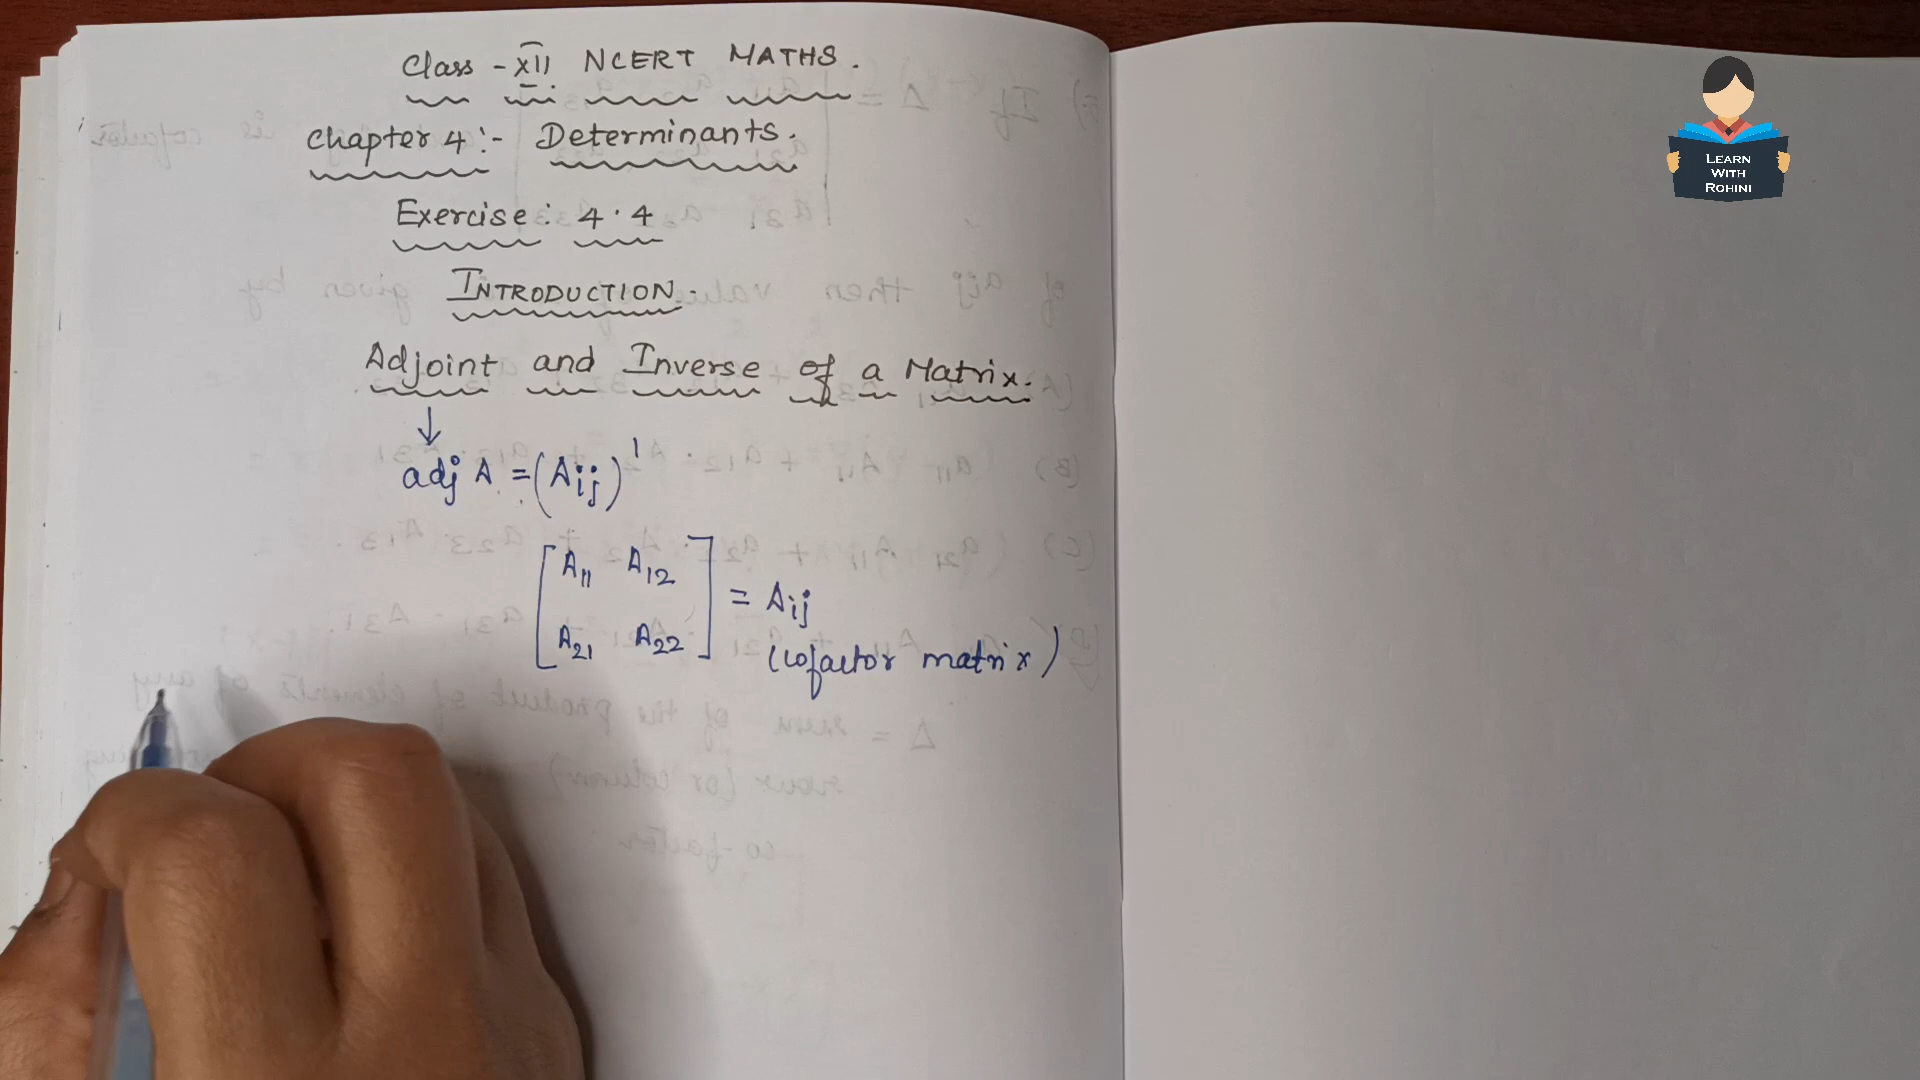 Class - XII NCERT MATHS.
Chapter 4 :- Determinants.
Exercise : 4.4
INTRODUCTION.
Adjoint and Inverse of a Matrix.
↓
adj A = (Aij)'
[A11 A12
A21 A22] = Aij
(cofactor matrix)
LEARN
WITH
ROHINI